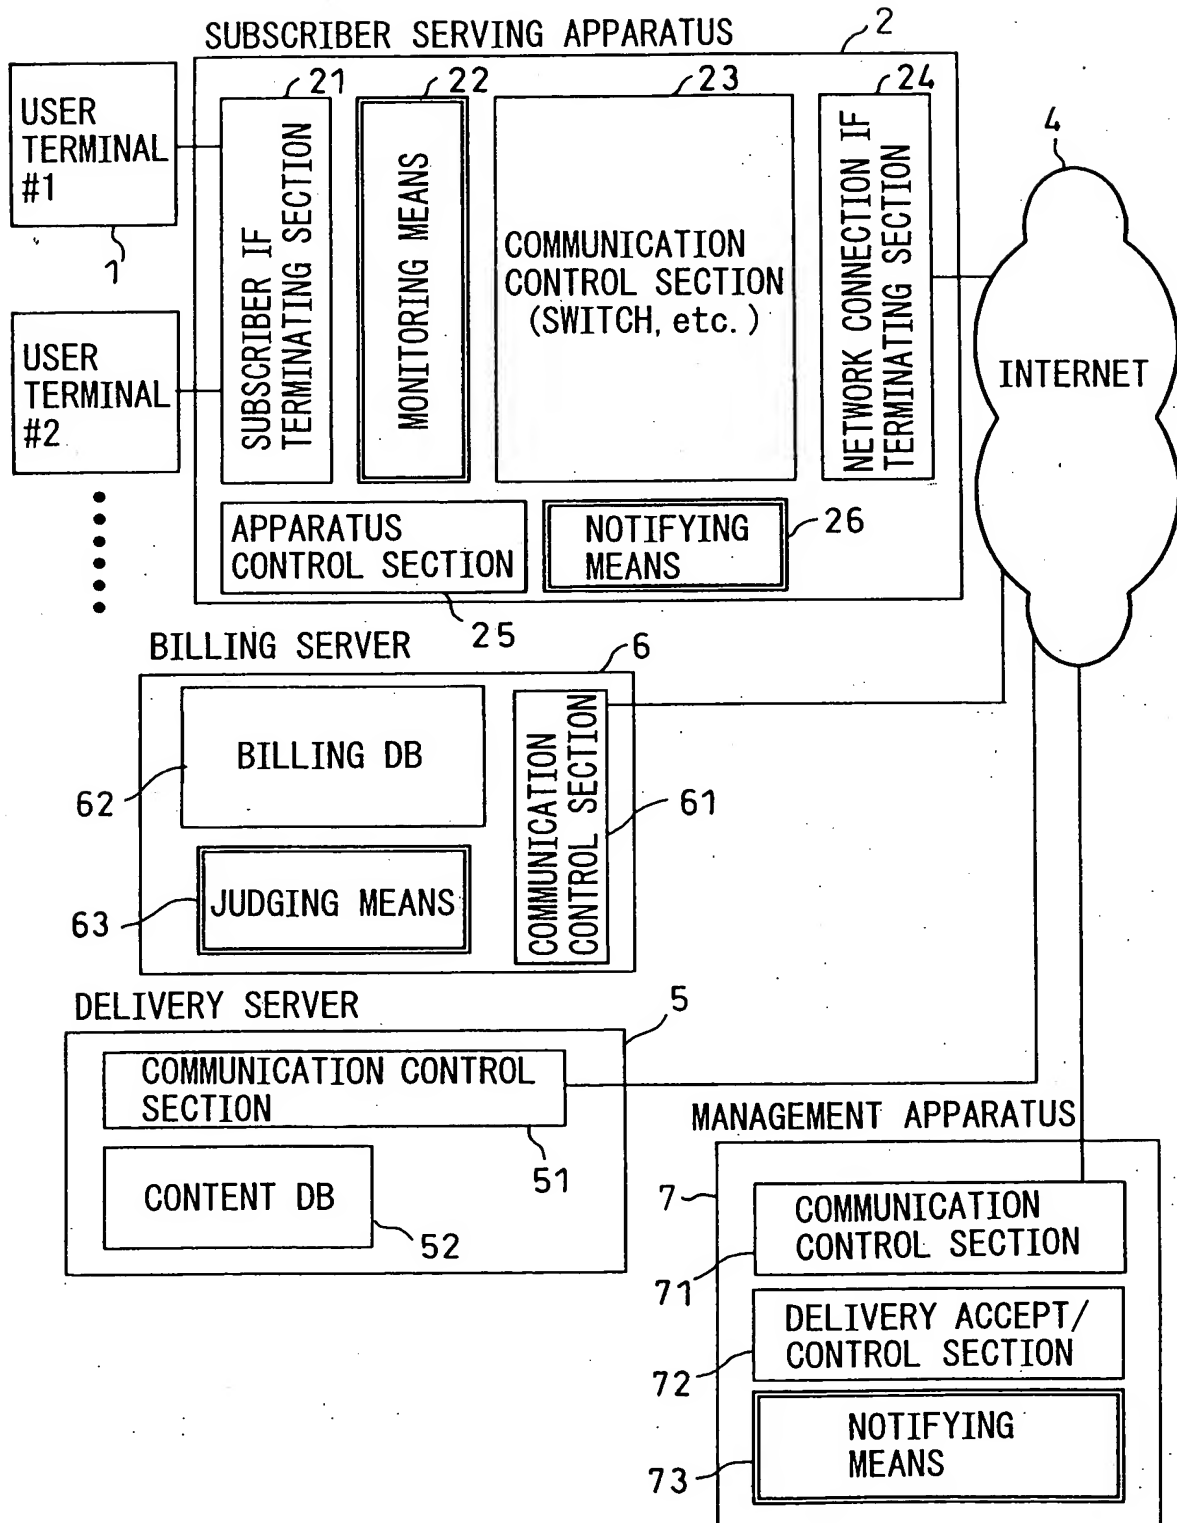 SUBSCRIBER SERVING APPARATUS
2
USER
TERMINAL
#1
1
USER
TERMINAL
#2
21
SUBSCRIBER IF
TERMINATING SECTION
22
MONITORING MEANS
23
COMMUNICATION
CONTROL SECTION
(SWITCH, etc.)
24
NETWORK CONNECTION IF
TERMINATING SECTION
4
INTERNET
APPARATUS
CONTROL SECTION
25
NOTIFYING
MEANS
26
BILLING SERVER
6
BILLING DB
62
COMMUNICATION
CONTROL SECTION
61
JUDGING MEANS
63
DELIVERY SERVER
5
COMMUNICATION CONTROL
SECTION
51
CONTENT DB
52
MANAGEMENT APPARATUS
7
COMMUNICATION
CONTROL SECTION
71
DELIVERY ACCEPT/
CONTROL SECTION
72
NOTIFYING
MEANS
73